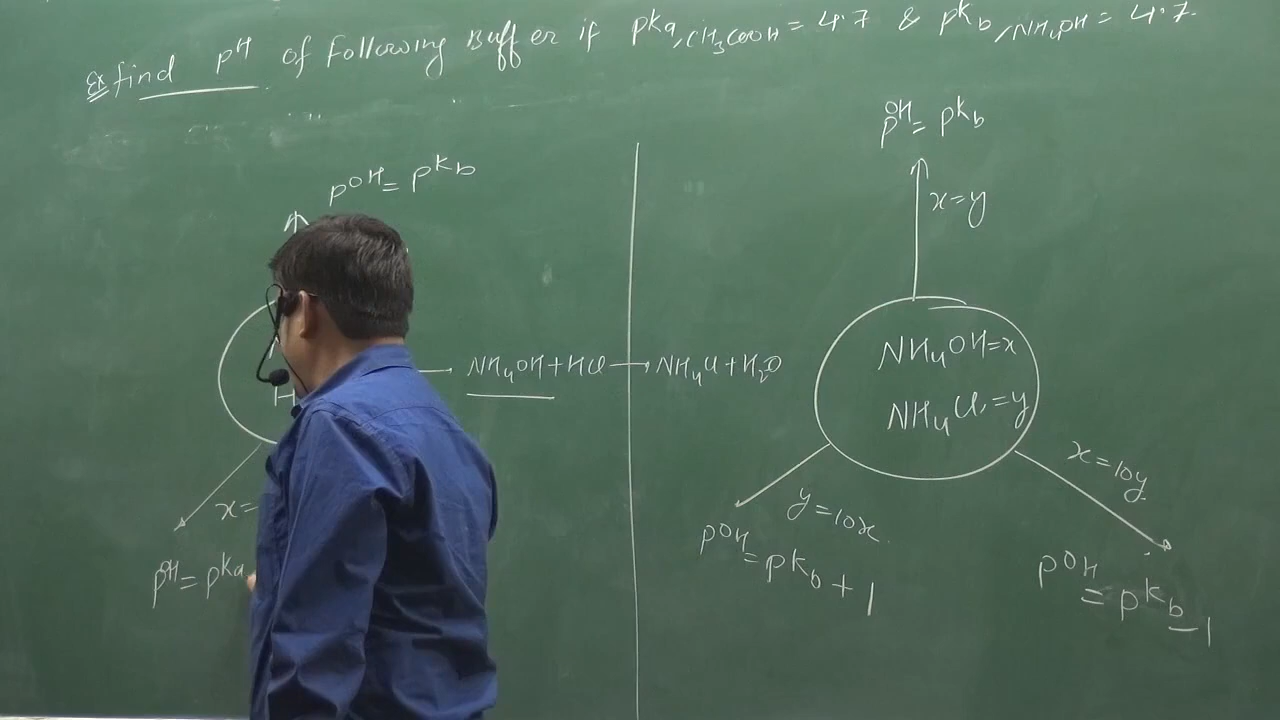 Ex find pH of following Buffer if pKa, CH3COOH = 4.7 & pKb/NH4OH = 4.7
pOH = pKb
NH4OH + HCl → NH4Cl + H2O
x =
pH = pKa
pOH = pKb
x = y
NH4OH = x
NH4Cl = y
y = 10x
x = 10y
pOH
= pKb + 1
pOH
= pKb - 1